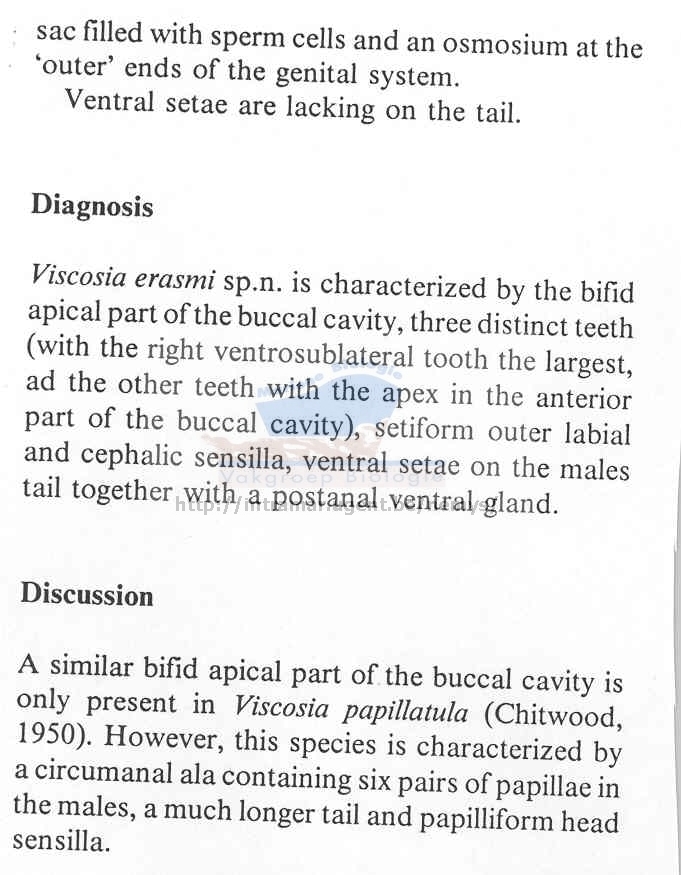 sac filled with sperm cells and an osmosium at the
‘outer’ ends of the genital system.
Ventral setae are lacking on the tail.
Diagnosis
Viscosia erasmi sp.n. is characterized by the bifid
apical part of the buccal cavity, three distinct teeth
(with the right ventrosublateral tooth the largest,
ad the other teeth with the apex in the anterior
part of the buccal cavity), setiform outer labial
and cephalic sensilla, ventral setae on the males
Vakgroep Biologie
tail together with a postanal ventral gland.
Discussion
A similar bifid apical part of the buccal cavity is
only present in Viscosia papillatula (Chitwood,
1950). However, this species is characterized by
a circumanal ala containing six pairs of papillae in
the males, a much longer tail and papilliform head
sensilla.